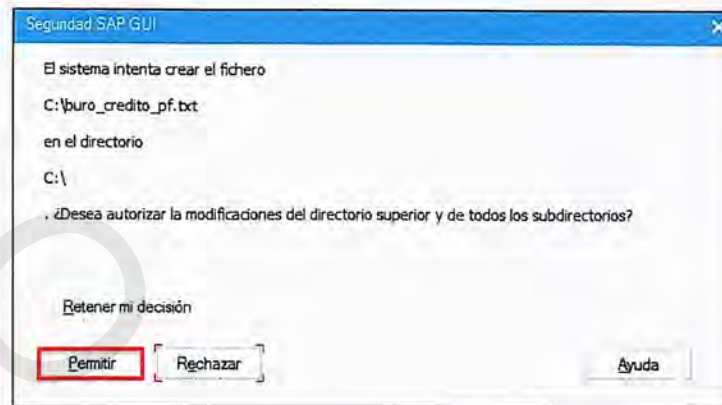 Seguridad SAP GUI
El sistema intenta crear el fichero
C:\buro_credito_pf.txt
en el directorio
C:\
. ¿Desea autorizar la modificaciones del directorio superior y de todos los subdirectorios?
Retener mi decisión
Permitir Rechazar Ayuda